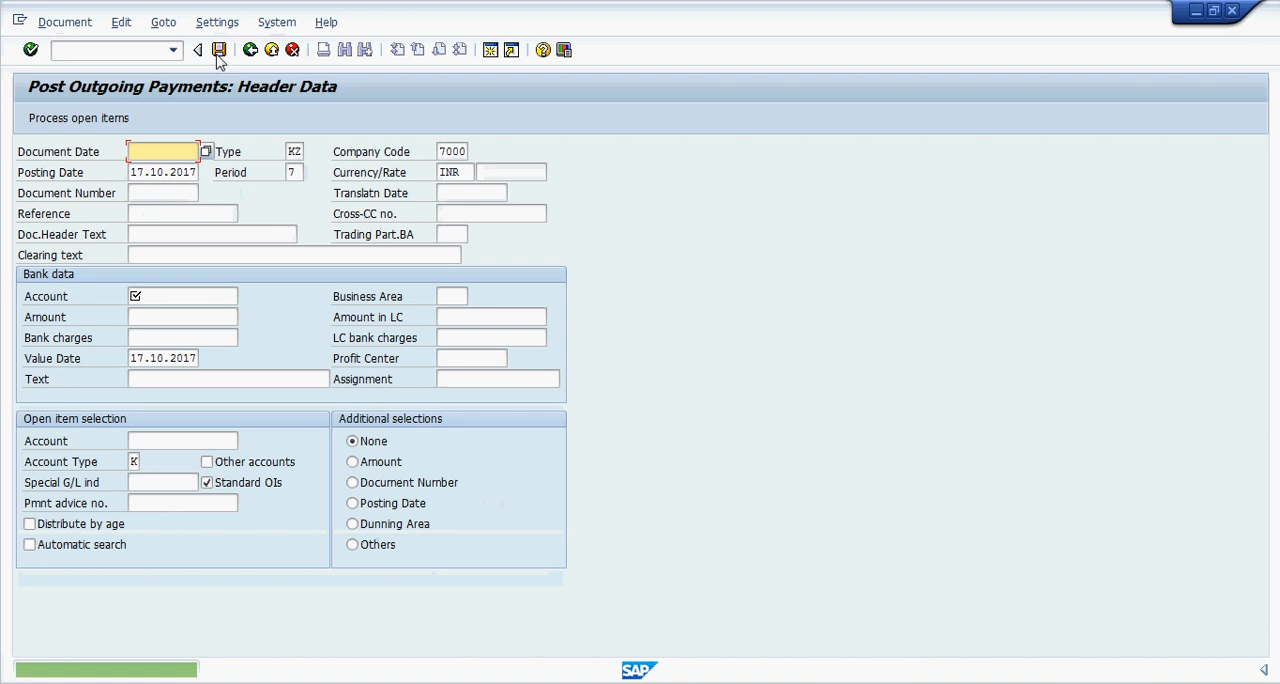 Document Edit Goto Settings System Help
Post Outgoing Payments: Header Data
Process open items
Document Date Type KZ Company Code 7000
Posting Date 17.10.2017 Period 7 Currency/Rate INR
Document Number Translatn Date
Reference Cross-CC no.
Doc.Header Text Trading Part.BA
Clearing text
Bank data
Account Business Area
Amount Amount in LC
Bank charges LC bank charges
Value Date 17.10.2017 Profit Center
Text Assignment
Open item selection Additional selections
Account None
Account Type K Other accounts Amount
Special G/L ind Standard OIs Document Number
Pmnt advice no. Posting Date
Distribute by age Dunning Area
Automatic search Others
SAP